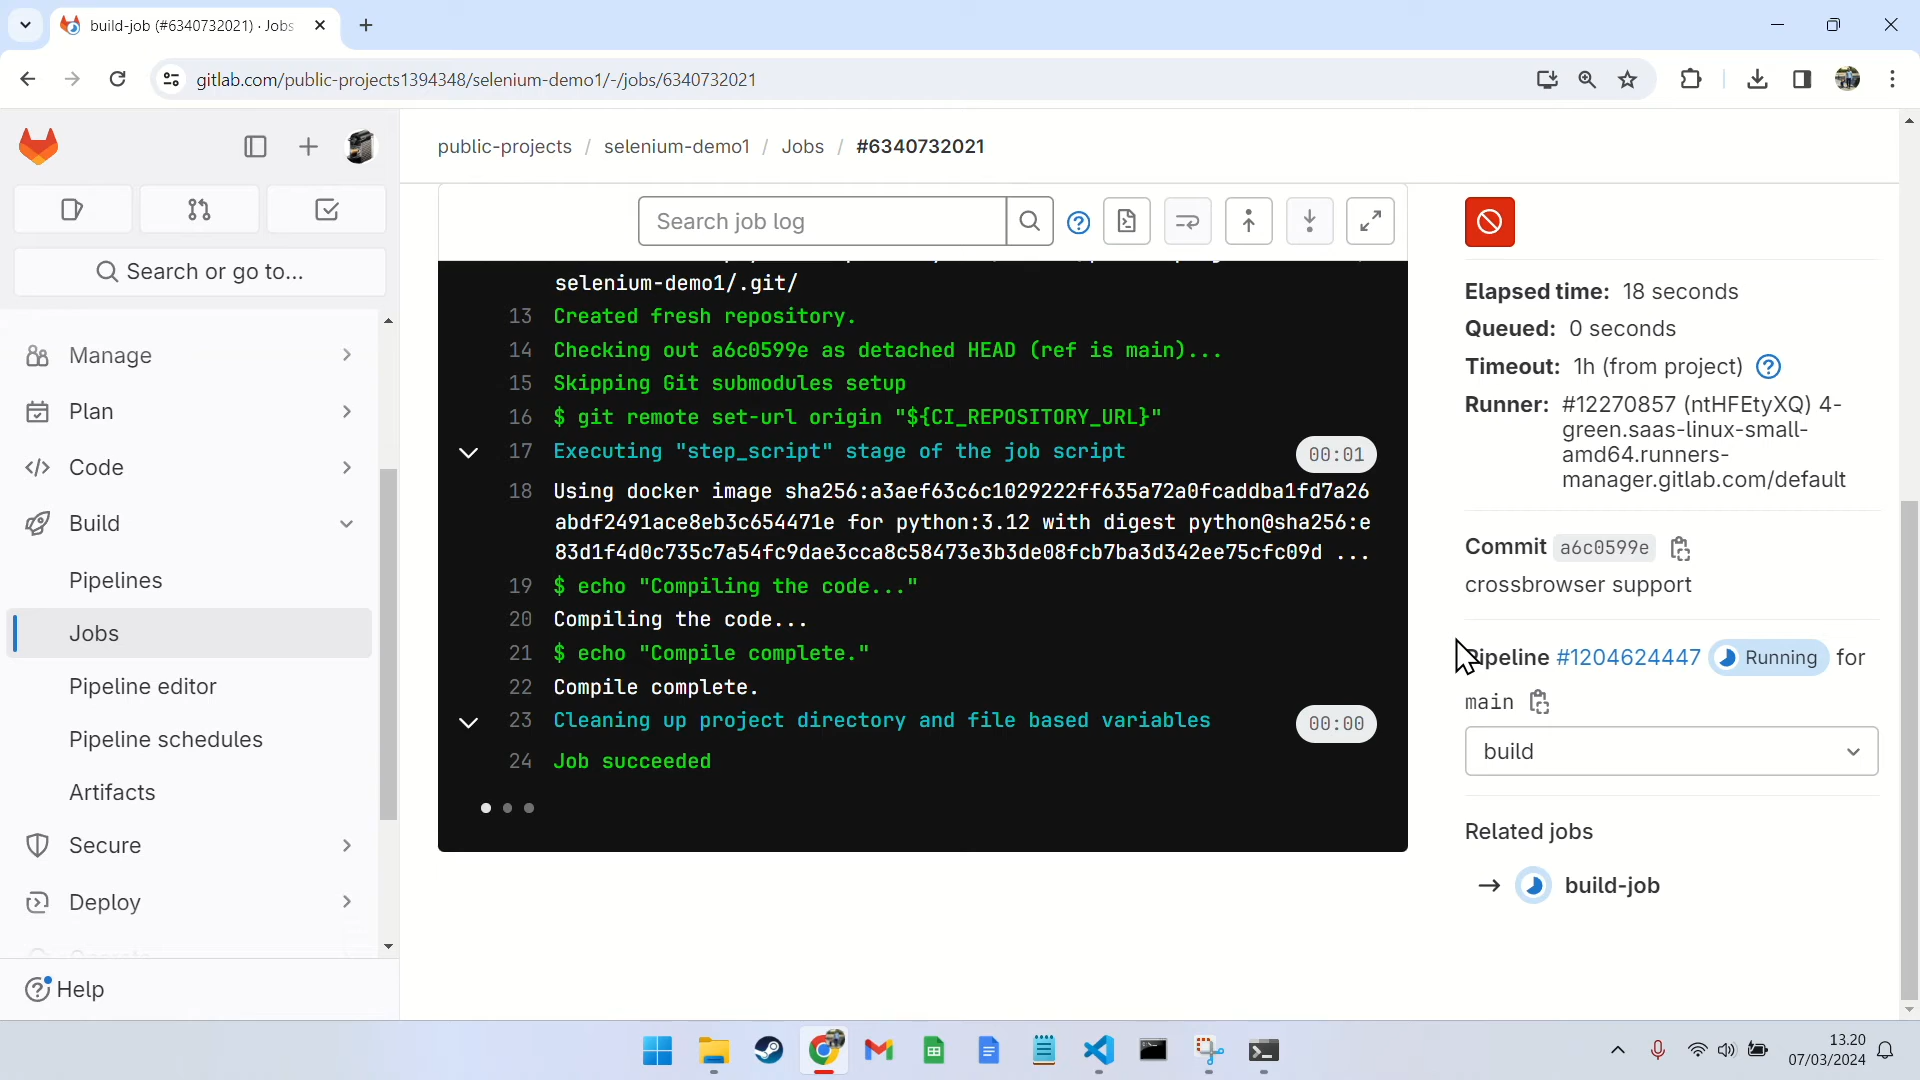 build-job (#6340732021) · Jobs
gitlab.com/public-projects1394348/selenium-demo1/-/jobs/6340732021
public-projects / selenium-demo1 / Jobs / #6340732021
Search or go to...
Manage
Plan
Code
Build
Pipelines
Jobs
Pipeline editor
Pipeline schedules
Artifacts
Secure
Deploy
Help
Search job log
selenium-demo1/.git/
13 Created fresh repository.
14 Checking out a6c0599e as detached HEAD (ref is main)...
15 Skipping Git submodules setup
16 $ git remote set-url origin "${CI_REPOSITORY_URL}"
17 Executing "step_script" stage of the job script 00:01
18 Using docker image sha256:a3aef63c6c1029222ff635a72a0fcaddba1fd7a26
abdf2491ace8eb3c654471e for python:3.12 with digest python@sha256:e
83d1f4d0c735c7a54fc9dae3cca8c58473e3b3de08fcb7ba3d342ee75cfc09d ...
19 $ echo "Compiling the code..."
20 Compiling the code...
21 $ echo "Compile complete."
22 Compile complete.
23 Cleaning up project directory and file based variables 00:00
24 Job succeeded
Elapsed time: 18 seconds
Queued: 0 seconds
Timeout: 1h (from project)
Runner: #12270857 (ntHFEtyXQ) 4-
green.saas-linux-small-
amd64.runners-
manager.gitlab.com/default
Commit a6c0599e
crossbrowser support
Pipeline #1204624447 Running for
main
build
Related jobs
build-job
13.20
07/03/2024